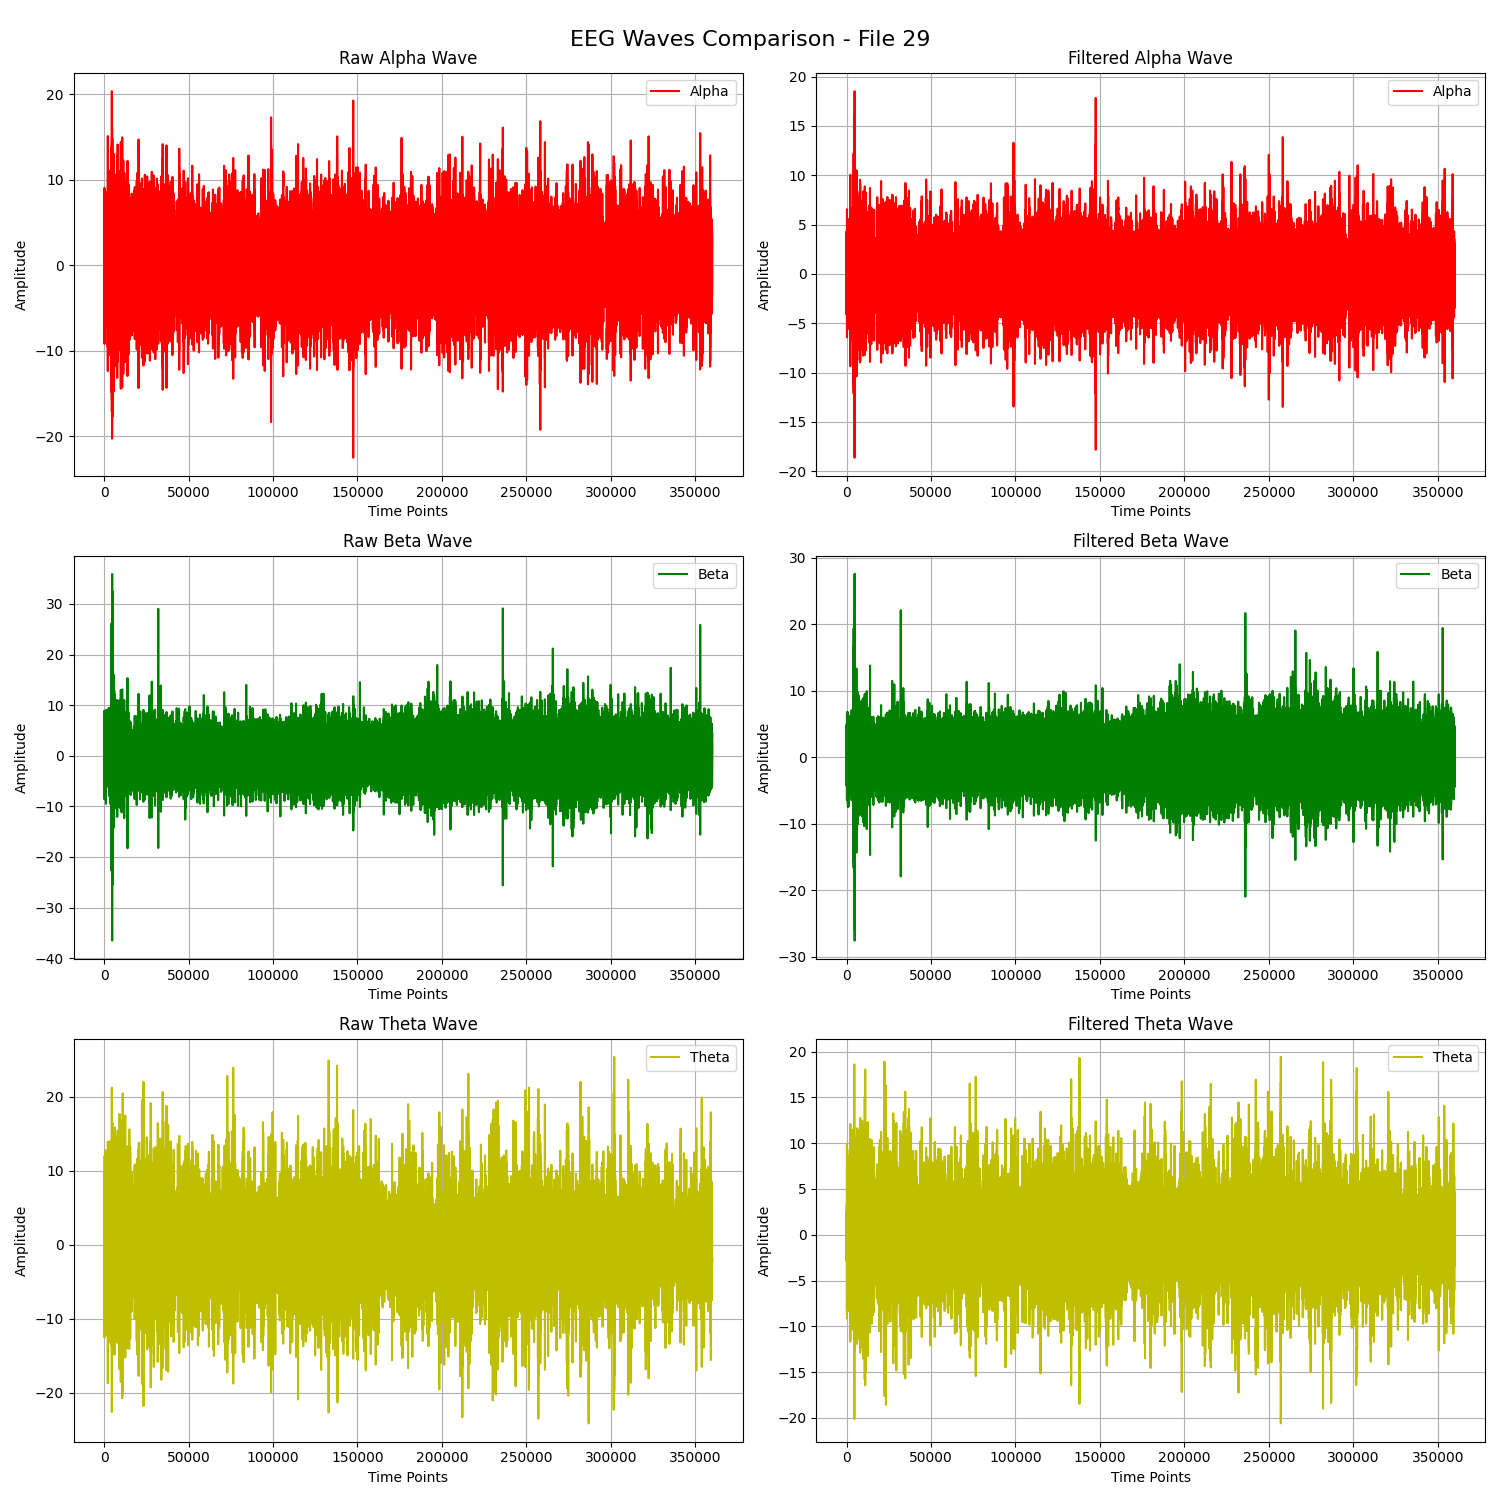 EEG Waves Comparison - File 29
Raw Alpha Wave
Alpha
Amplitude
20
10
0
−10
−20
0 50000 100000 150000 200000 250000 300000 350000
Time Points
Filtered Alpha Wave
Alpha
Amplitude
20
15
10
5
0
−5
−10
−15
−20
0 50000 100000 150000 200000 250000 300000 350000
Time Points
Raw Beta Wave
Beta
Amplitude
30
20
10
0
−10
−20
−30
−40
0 50000 100000 150000 200000 250000 300000 350000
Time Points
Filtered Beta Wave
Beta
Amplitude
30
20
10
0
−10
−20
−30
0 50000 100000 150000 200000 250000 300000 350000
Time Points
Raw Theta Wave
Theta
Amplitude
20
10
0
−10
−20
0 50000 100000 150000 200000 250000 300000 350000
Time Points
Filtered Theta Wave
Theta
Amplitude
20
15
10
5
0
−5
−10
−15
−20
0 50000 100000 150000 200000 250000 300000 350000
Time Points